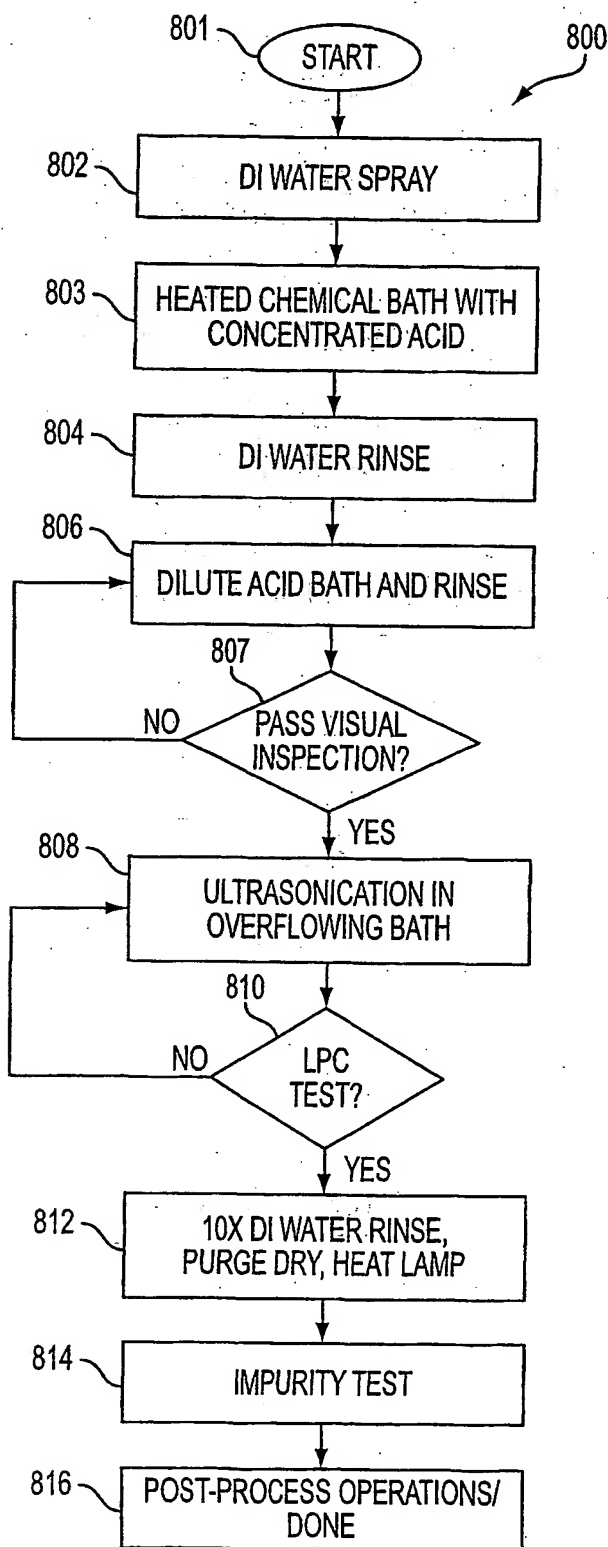 801
START
800
802
DI WATER SPRAY
803
HEATED CHEMICAL BATH WITH
CONCENTRATED ACID
804
DI WATER RINSE
806
DILUTE ACID BATH AND RINSE
807
NO
PASS VISUAL
INSPECTION?
YES
808
ULTRASONICATION IN
OVERFLOWING BATH
810
NO
LPC
TEST?
YES
812
10X DI WATER RINSE,
PURGE DRY, HEAT LAMP
814
IMPURITY TEST
816
POST-PROCESS OPERATIONS/
DONE